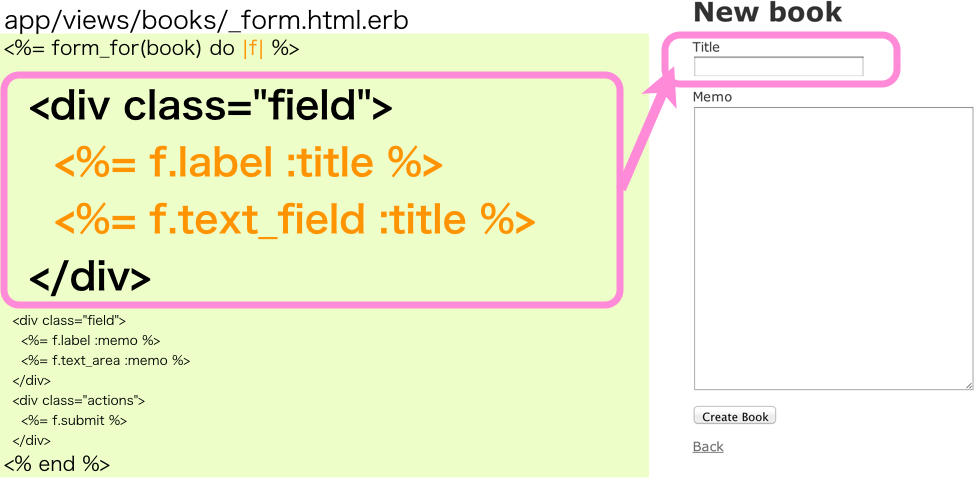 app/views/books/_form.html.erb
<%= form_for(book) do |f| %>
<div class="field">
<%= f.label :title %>
<%= f.text_field :title %>
</div>
<div class="field">
<%= f.label :memo %>
<%= f.text_area :memo %>
</div>
<div class="actions">
<%= f.submit %>
</div>
<% end %>
New book
Title
Memo
Create Book
Back